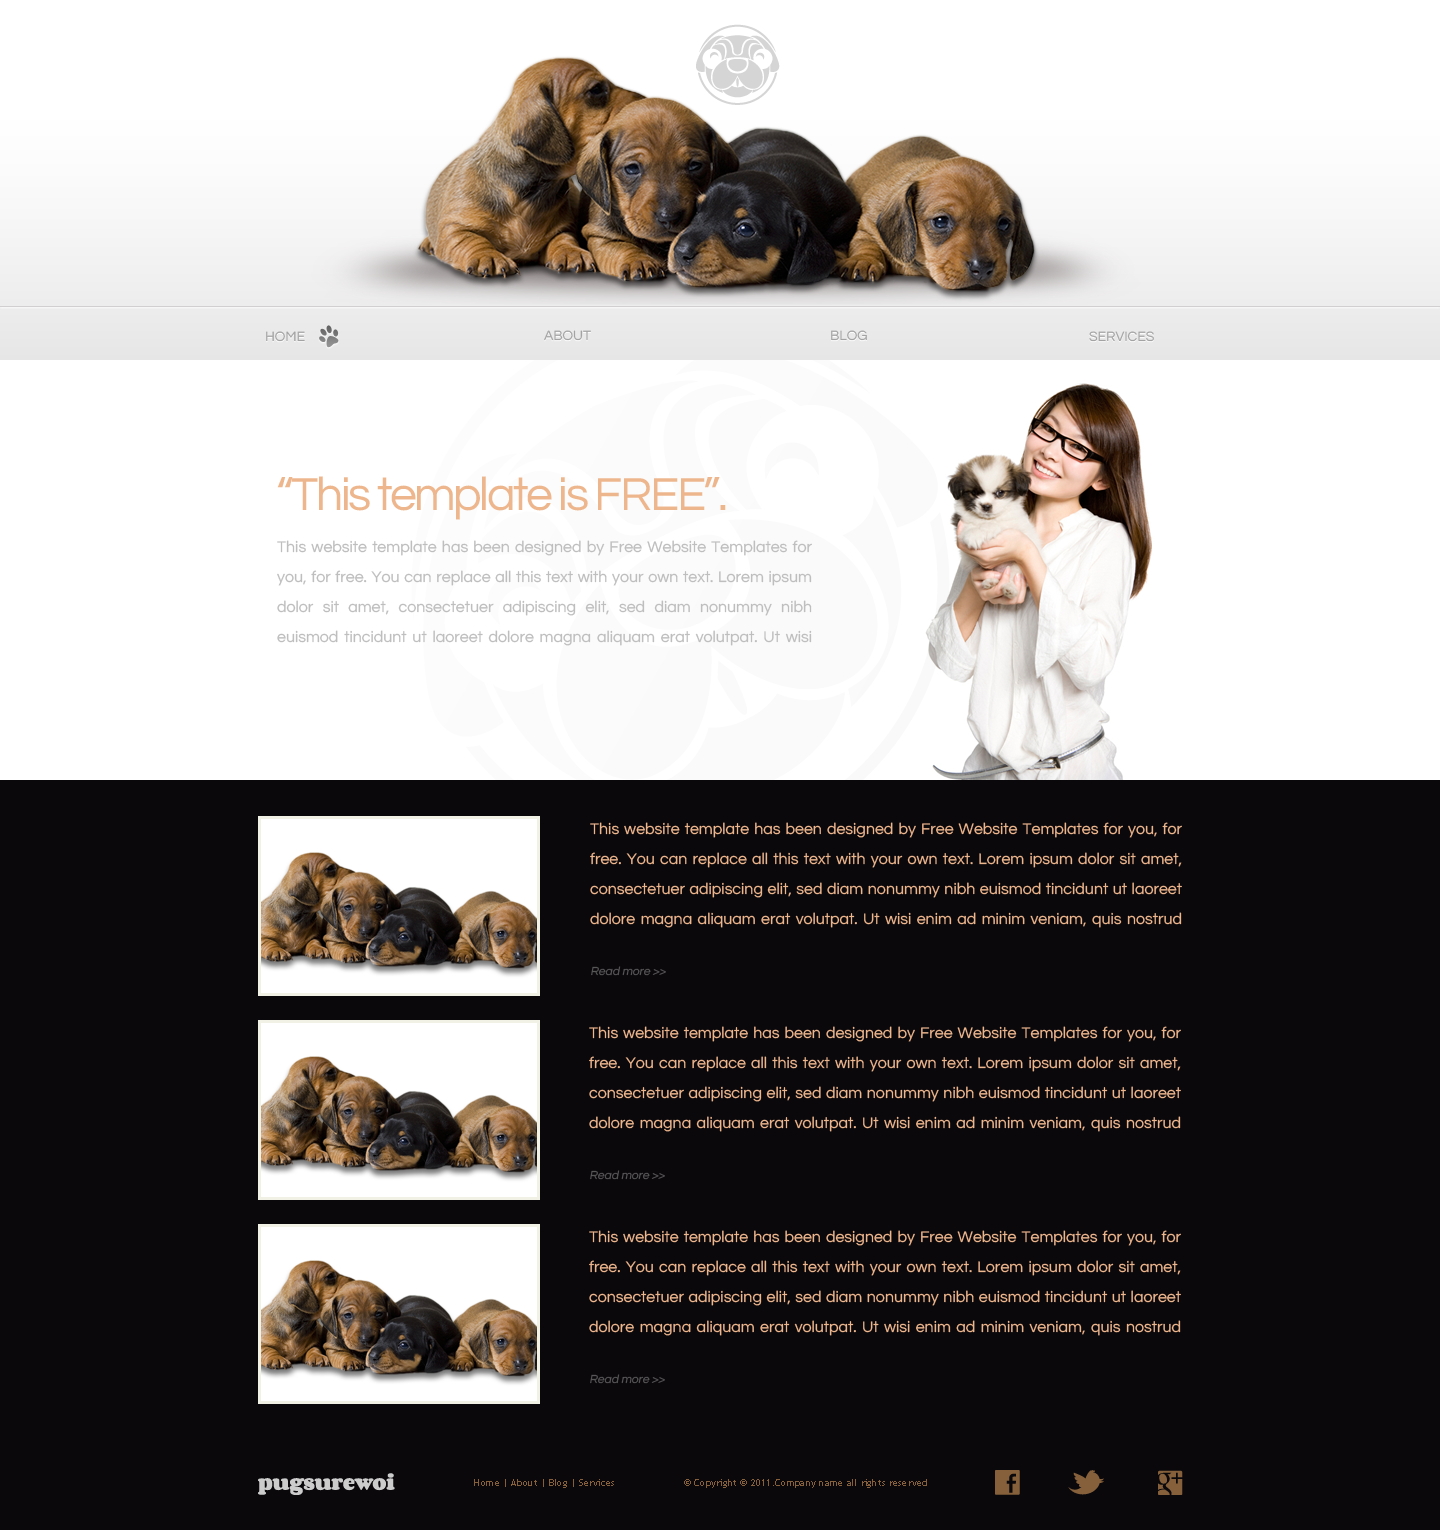 HOME
ABOUT
BLOG
SERVICES
“This template is FREE”.
This website template has been designed by Free Website Templates for
you, for free. You can replace all this text with your own text. Lorem ipsum
dolor sit amet, consectetuer adipiscing elit, sed diam nonummy nibh
euismod tincidunt ut laoreet dolore magna aliquam erat volutpat. Ut wisi
This website template has been designed by Free Website Templates for you, for
free. You can replace all this text with your own text. Lorem ipsum dolor sit amet,
consectetuer adipiscing elit, sed diam nonummy nibh euismod tincidunt ut laoreet
dolore magna aliquam erat volutpat. Ut wisi enim ad minim veniam, quis nostrud
Read more >>
This website template has been designed by Free Website Templates for you, for
free. You can replace all this text with your own text. Lorem ipsum dolor sit amet,
consectetuer adipiscing elit, sed diam nonummy nibh euismod tincidunt ut laoreet
dolore magna aliquam erat volutpat. Ut wisi enim ad minim veniam, quis nostrud
Read more >>
This website template has been designed by Free Website Templates for you, for
free. You can replace all this text with your own text. Lorem ipsum dolor sit amet,
consectetuer adipiscing elit, sed diam nonummy nibh euismod tincidunt ut laoreet
dolore magna aliquam erat volutpat. Ut wisi enim ad minim veniam, quis nostrud
Read more >>
pugsurewoi
Home | About | Blog | Services
© Copyright © 2011.Company name all rights reserved